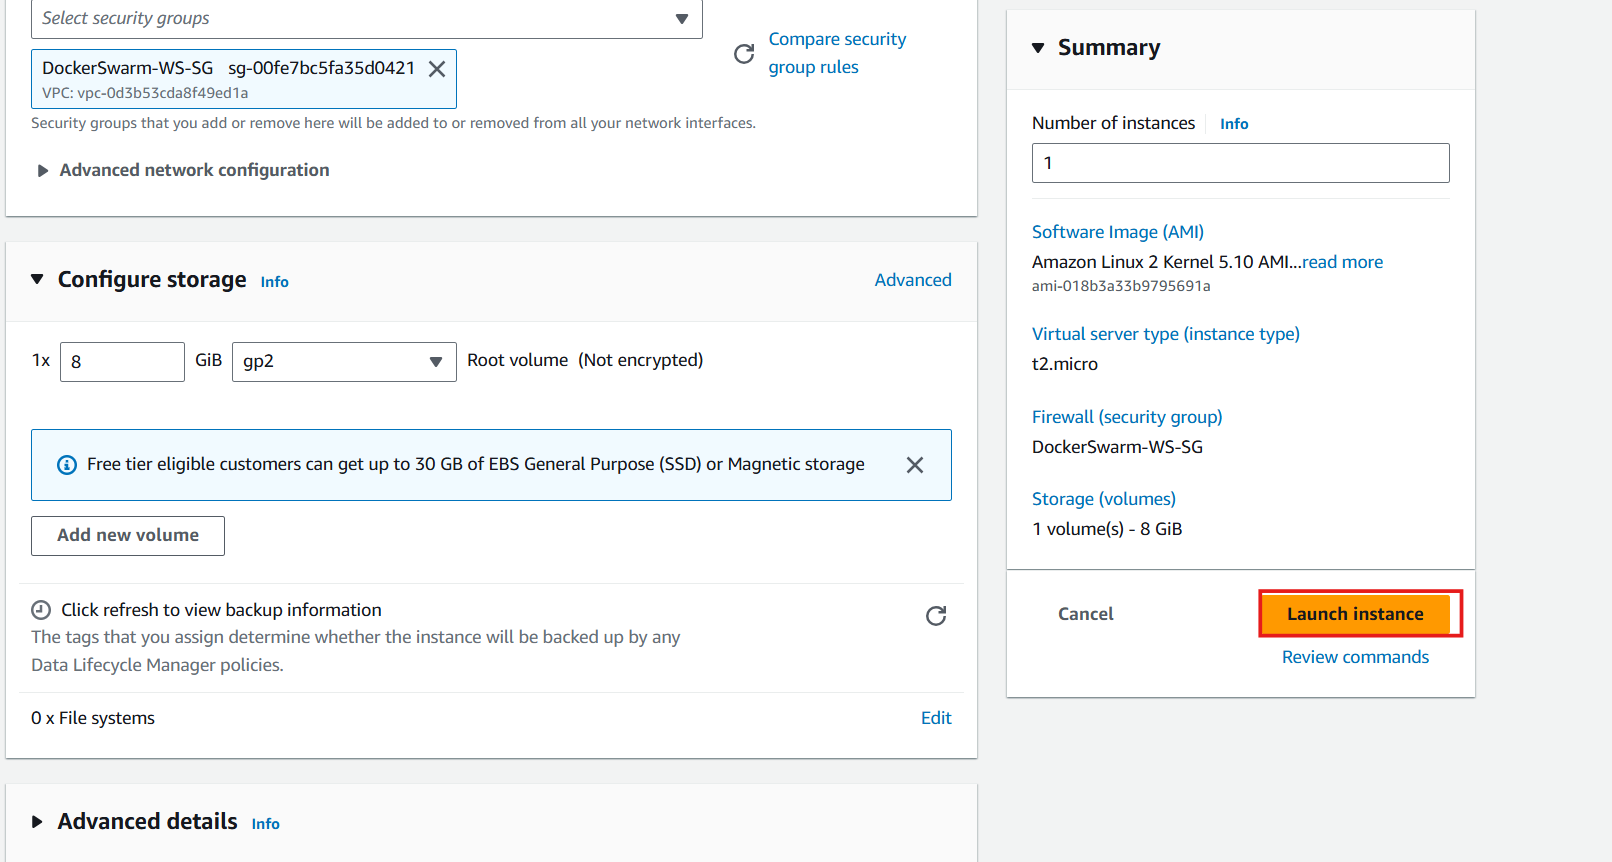 Select security groups
DockerSwarm-WS-SG sg-00fe7bc5fa35d0421
VPC: vpc-0d3b53cda8f49ed1a
Compare security
group rules
Security groups that you add or remove here will be added to or removed from all your network interfaces.
Advanced network configuration
Configure storage Info
Advanced
1x 8 GiB gp2 Root volume (Not encrypted)
Free tier eligible customers can get up to 30 GB of EBS General Purpose (SSD) or Magnetic storage
Add new volume
Click refresh to view backup information
The tags that you assign determine whether the instance will be backed up by any
Data Lifecycle Manager policies.
0 x File systems
Edit
Advanced details Info
Summary
Number of instances Info
1
Software Image (AMI)
Amazon Linux 2 Kernel 5.10 AMI...read more
ami-018b3a33b9795691a
Virtual server type (instance type)
t2.micro
Firewall (security group)
DockerSwarm-WS-SG
Storage (volumes)
1 volume(s) - 8 GiB
Cancel
Launch instance
Review commands